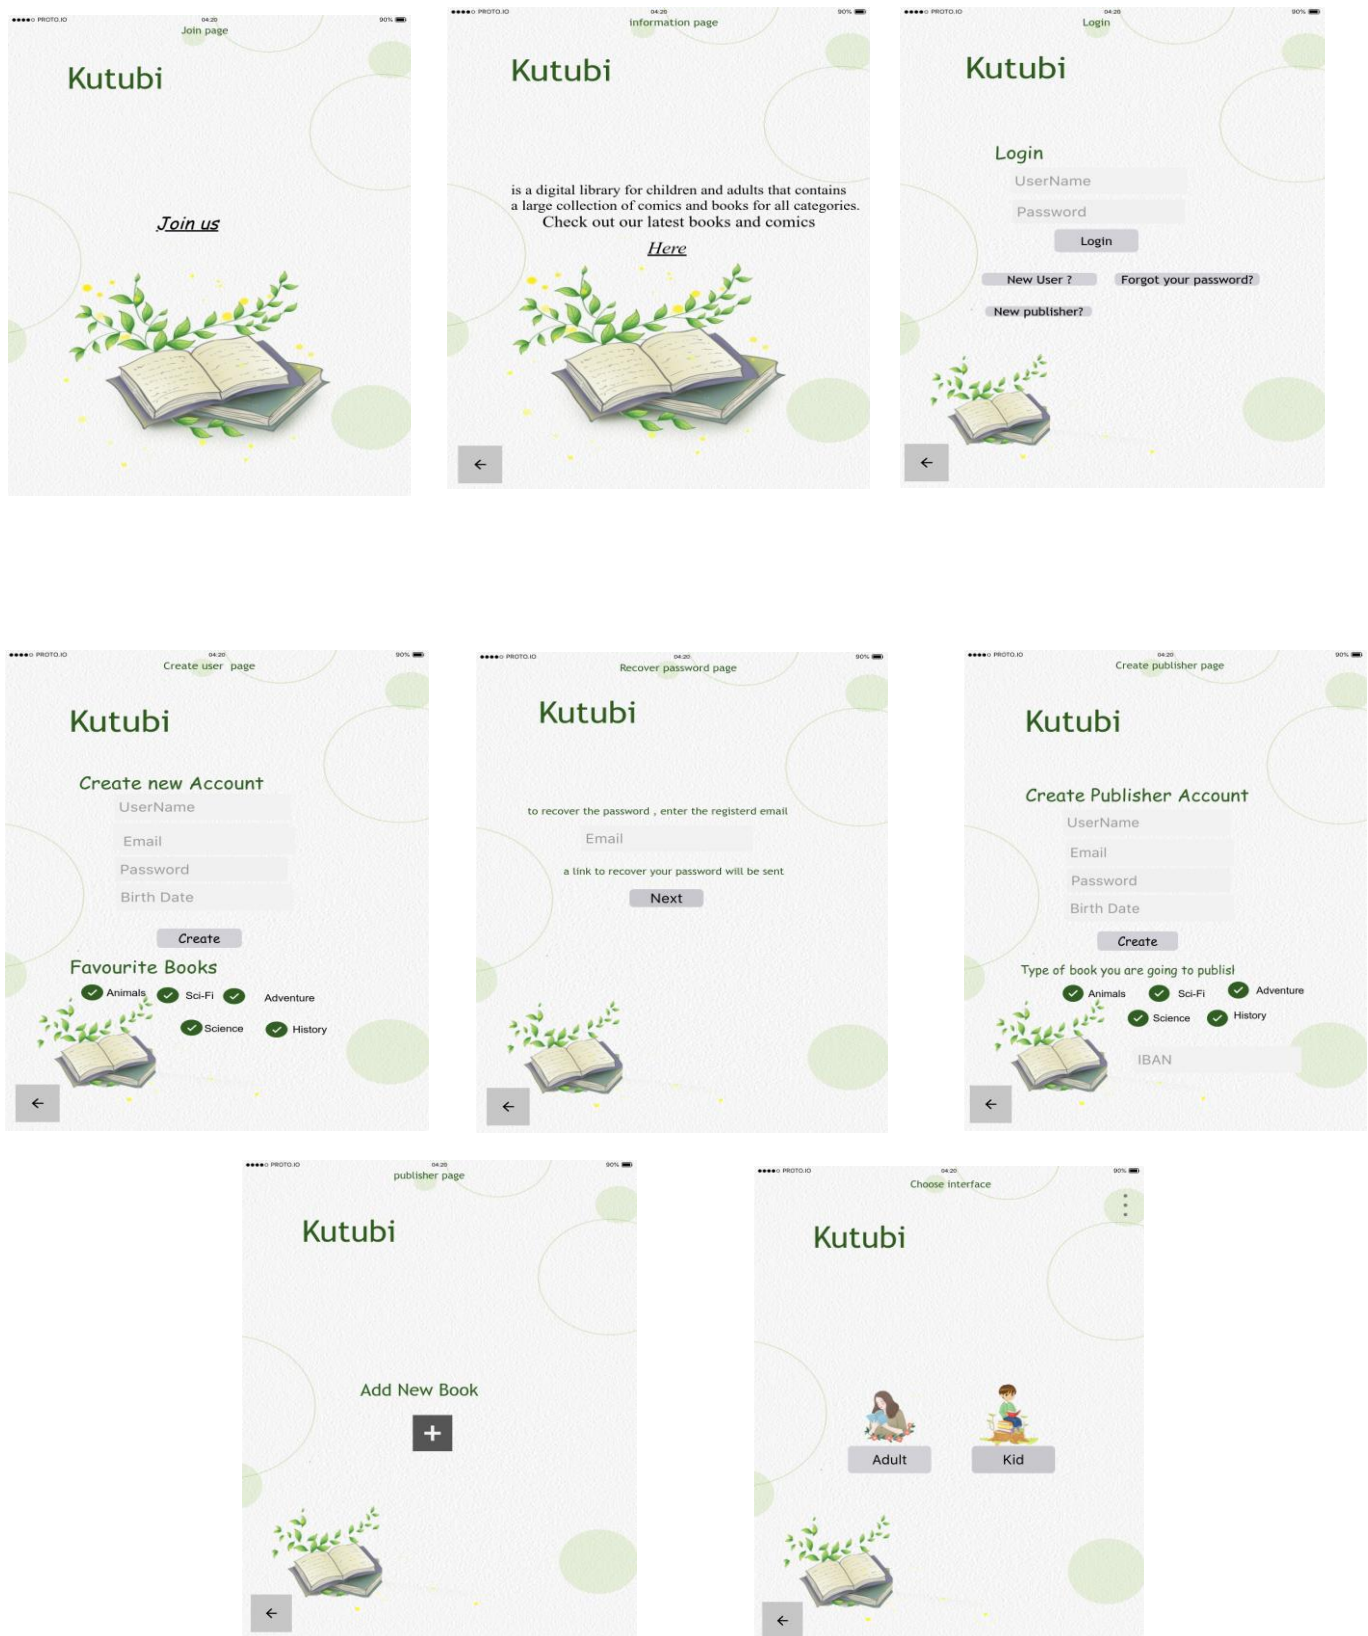 PROTO.IO 04:20 90%
Join page
Kutubi
Join us
PROTO.IO 04:20 90%
information page
Kutubi
is a digital library for children and adults that contains
a large collection of comics and books for all categories.
Check out our latest books and comics
Here
PROTO.IO 04:20 90%
Login
Kutubi
Login
UserName
Password
Login
New User ? Forgot your password?
New publisher?
PROTO.IO 04:20 90%
Create user page
Kutubi
Create new Account
UserName
Email
Password
Birth Date
Create
Favourite Books
Animals Sci-Fi Adventure
Science History
PROTO.IO 04:20 90%
Recover password page
Kutubi
to recover the password , enter the registerd email
Email
a link to recover your password will be sent
Next
PROTO.IO 04:20 90%
Create publisher page
Kutubi
Create Publisher Account
UserName
Email
Password
Birth Date
Create
Type of book you are going to publish
Animals Sci-Fi Adventure
Science History
IBAN
PROTO.IO 04:20 90%
publisher page
Kutubi
Add New Book
PROTO.IO 04:20 90%
Choose interface
Kutubi
Adult Kid